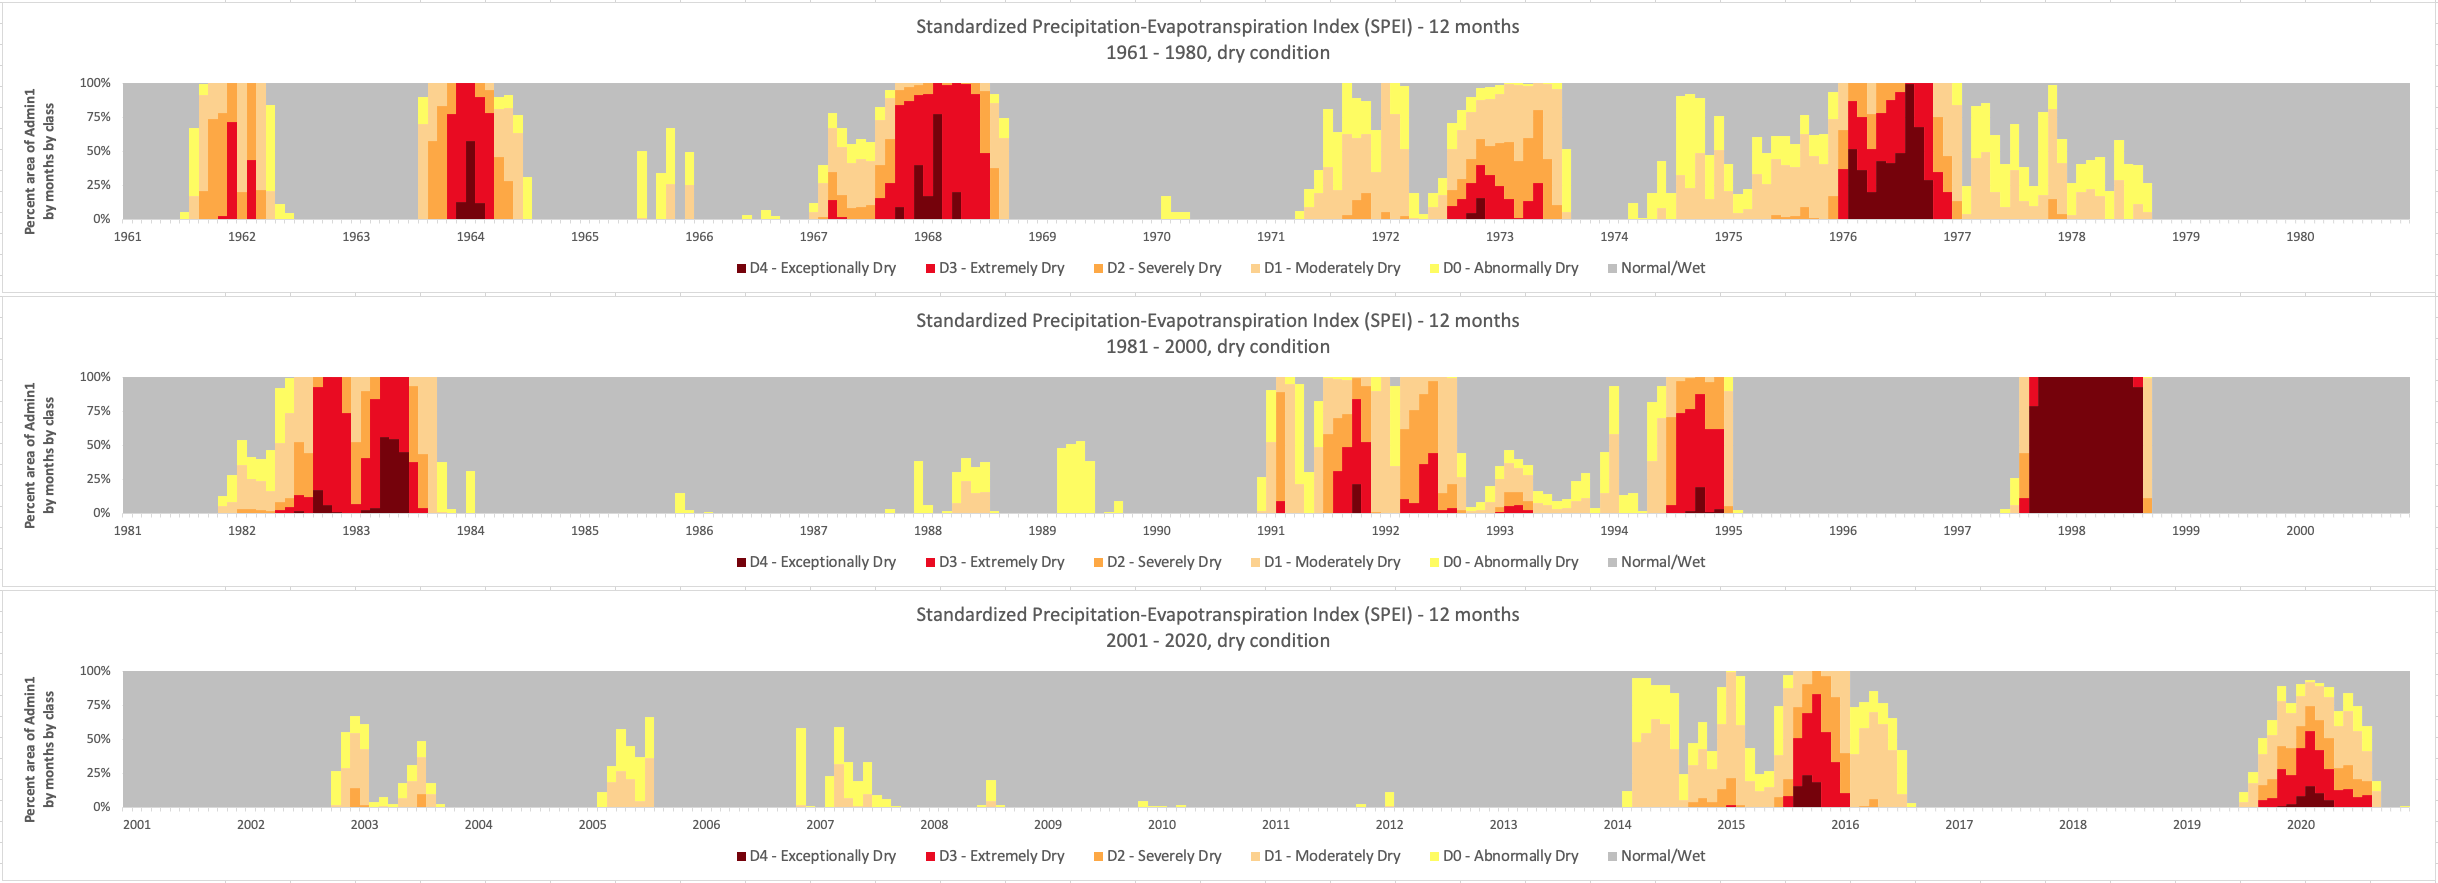 Standardized Precipitation-Evapotranspiration Index (SPEI) - 12 months
1961 - 1980, dry condition
Percent area of Admin1
by months by class
100%
75%
50%
25%
0%
1961 1962 1963 1964 1965 1966 1967 1968 1969 1970 1971 1972 1973 1974 1975 1976 1977 1978 1979 1980
D4 - Exceptionally Dry D3 - Extremely Dry D2 - Severely Dry D1 - Moderately Dry D0 - Abnormally Dry Normal/Wet
Standardized Precipitation-Evapotranspiration Index (SPEI) - 12 months
1981 - 2000, dry condition
Percent area of Admin1
by months by class
100%
75%
50%
25%
0%
1981 1982 1983 1984 1985 1986 1987 1988 1989 1990 1991 1992 1993 1994 1995 1996 1997 1998 1999 2000
D4 - Exceptionally Dry D3 - Extremely Dry D2 - Severely Dry D1 - Moderately Dry D0 - Abnormally Dry Normal/Wet
Standardized Precipitation-Evapotranspiration Index (SPEI) - 12 months
2001 - 2020, dry condition
Percent area of Admin1
by months by class
100%
75%
50%
25%
0%
2001 2002 2003 2004 2005 2006 2007 2008 2009 2010 2011 2012 2013 2014 2015 2016 2017 2018 2019 2020
D4 - Exceptionally Dry D3 - Extremely Dry D2 - Severely Dry D1 - Moderately Dry D0 - Abnormally Dry Normal/Wet